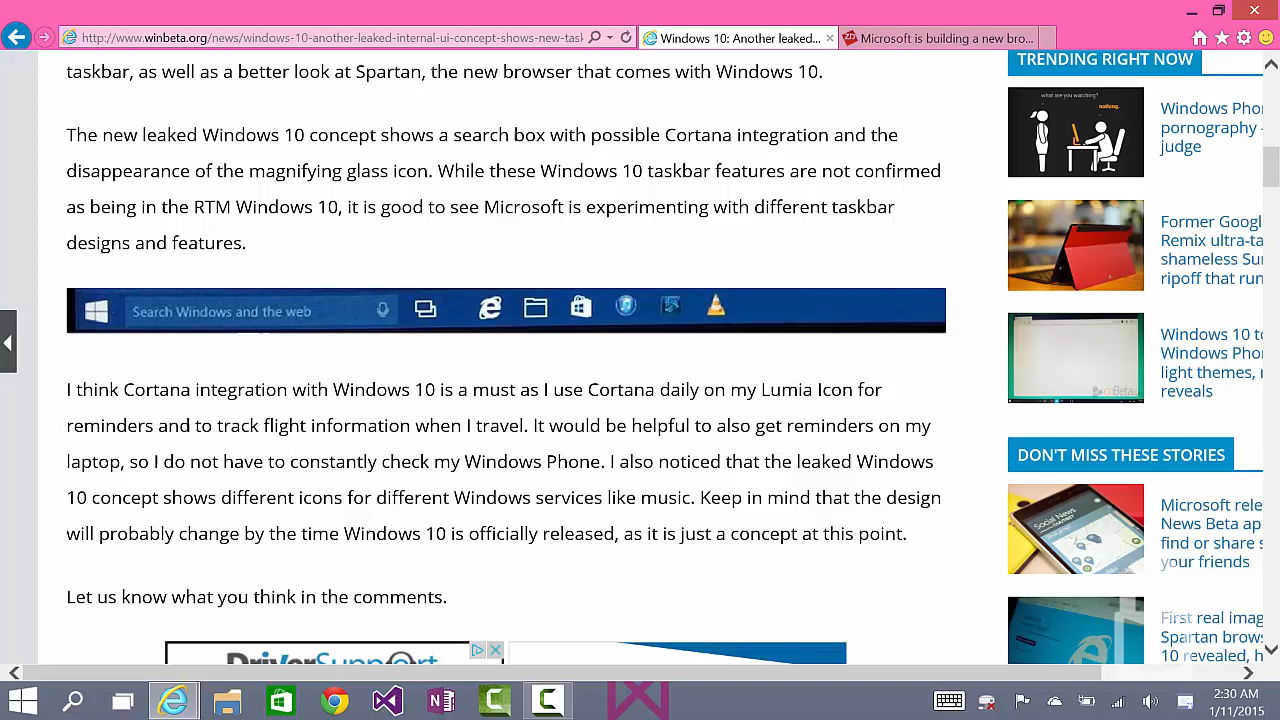 http://www.winbeta.org/news/windows-10-another-leaked-internal-ui-concept-shows-new-task
Windows 10: Another leaked...
Microsoft is building a new bro...
taskbar, as well as a better look at Spartan, the new browser that comes with Windows 10.
The new leaked Windows 10 concept shows a search box with possible Cortana integration and the
disappearance of the magnifying glass icon. While these Windows 10 taskbar features are not confirmed
as being in the RTM Windows 10, it is good to see Microsoft is experimenting with different taskbar
designs and features.
Search Windows and the web
I think Cortana integration with Windows 10 is a must as I use Cortana daily on my Lumia Icon for
reminders and to track flight information when I travel. It would be helpful to also get reminders on my
laptop, so I do not have to constantly check my Windows Phone. I also noticed that the leaked Windows
10 concept shows different icons for different Windows services like music. Keep in mind that the design
will probably change by the time Windows 10 is officially released, as it is just a concept at this point.
Let us know what you think in the comments.
DriverSupport
TRENDING RIGHT NOW
what are you watching?
nothing.
Windows Phon
pornography -
judge
Former Googl
Remix ultra-ta
shameless Sur
ripoff that run
Windows 10 to
Windows Phon
light themes, r
reveals
DON'T MISS THESE STORIES
Social News
Microsoft rele
News Beta ap
find or share s
your friends
First real imag
Spartan brows
10 revealed, h
2:30 AM
1/11/2015